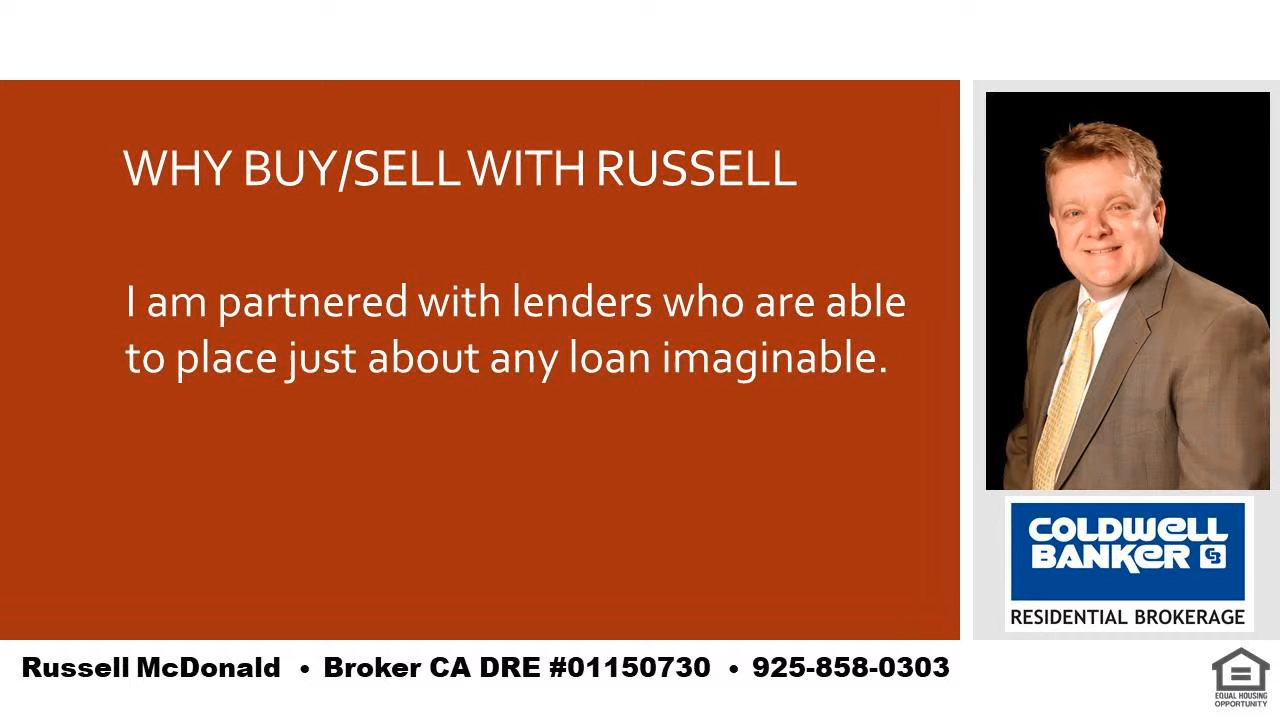 WHY BUY/SELL WITH RUSSELL
I am partnered with lenders who are able
to place just about any loan imaginable.
COLDWELL
BANKER CB
RESIDENTIAL BROKERAGE
Russell McDonald • Broker CA DRE #01150730 • 925-858-0303
EQUAL HOUSING
OPPORTUNITY